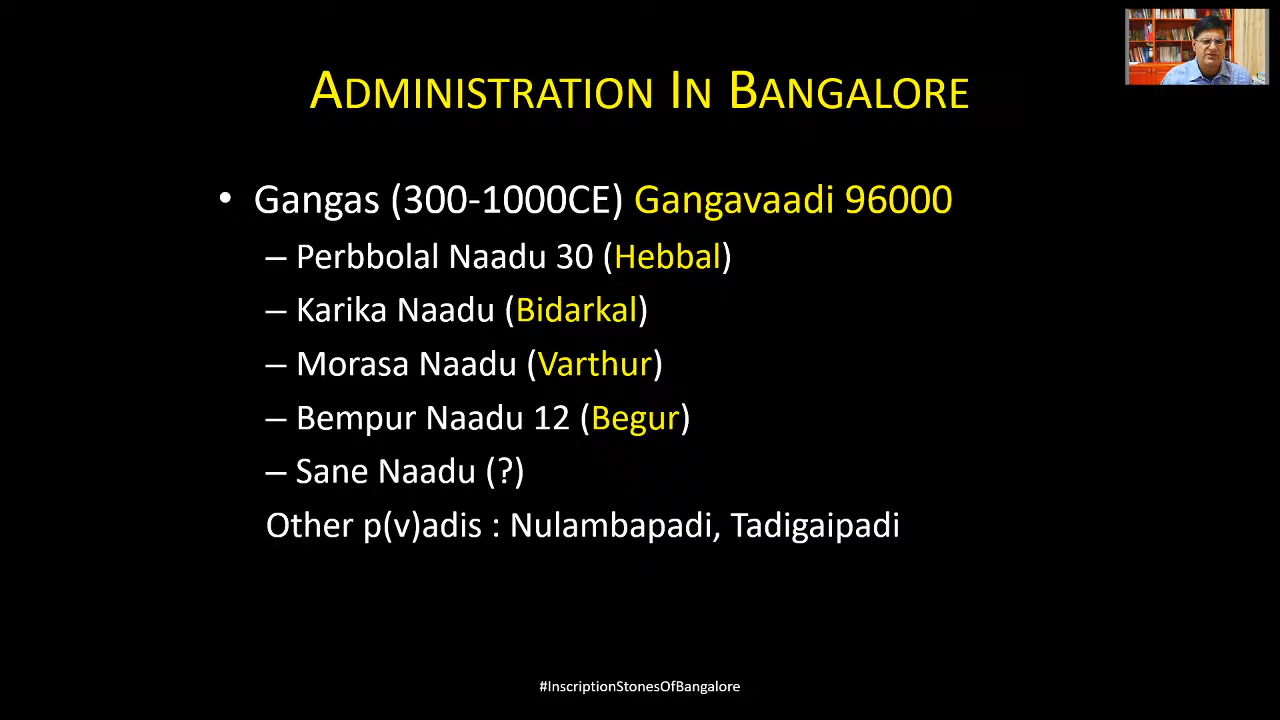 ADMINISTRATION IN BANGALORE
• Gangas (300-1000CE) Gangavaadi 96000
– Perbbolal Naadu 30 (Hebbal)
– Karika Naadu (Bidarkal)
– Morasa Naadu (Varthur)
– Bempur Naadu 12 (Begur)
– Sane Naadu (?)
Other p(v)adis : Nulambapadi, Tadigaipadi
#InscriptionStonesOfBangalore